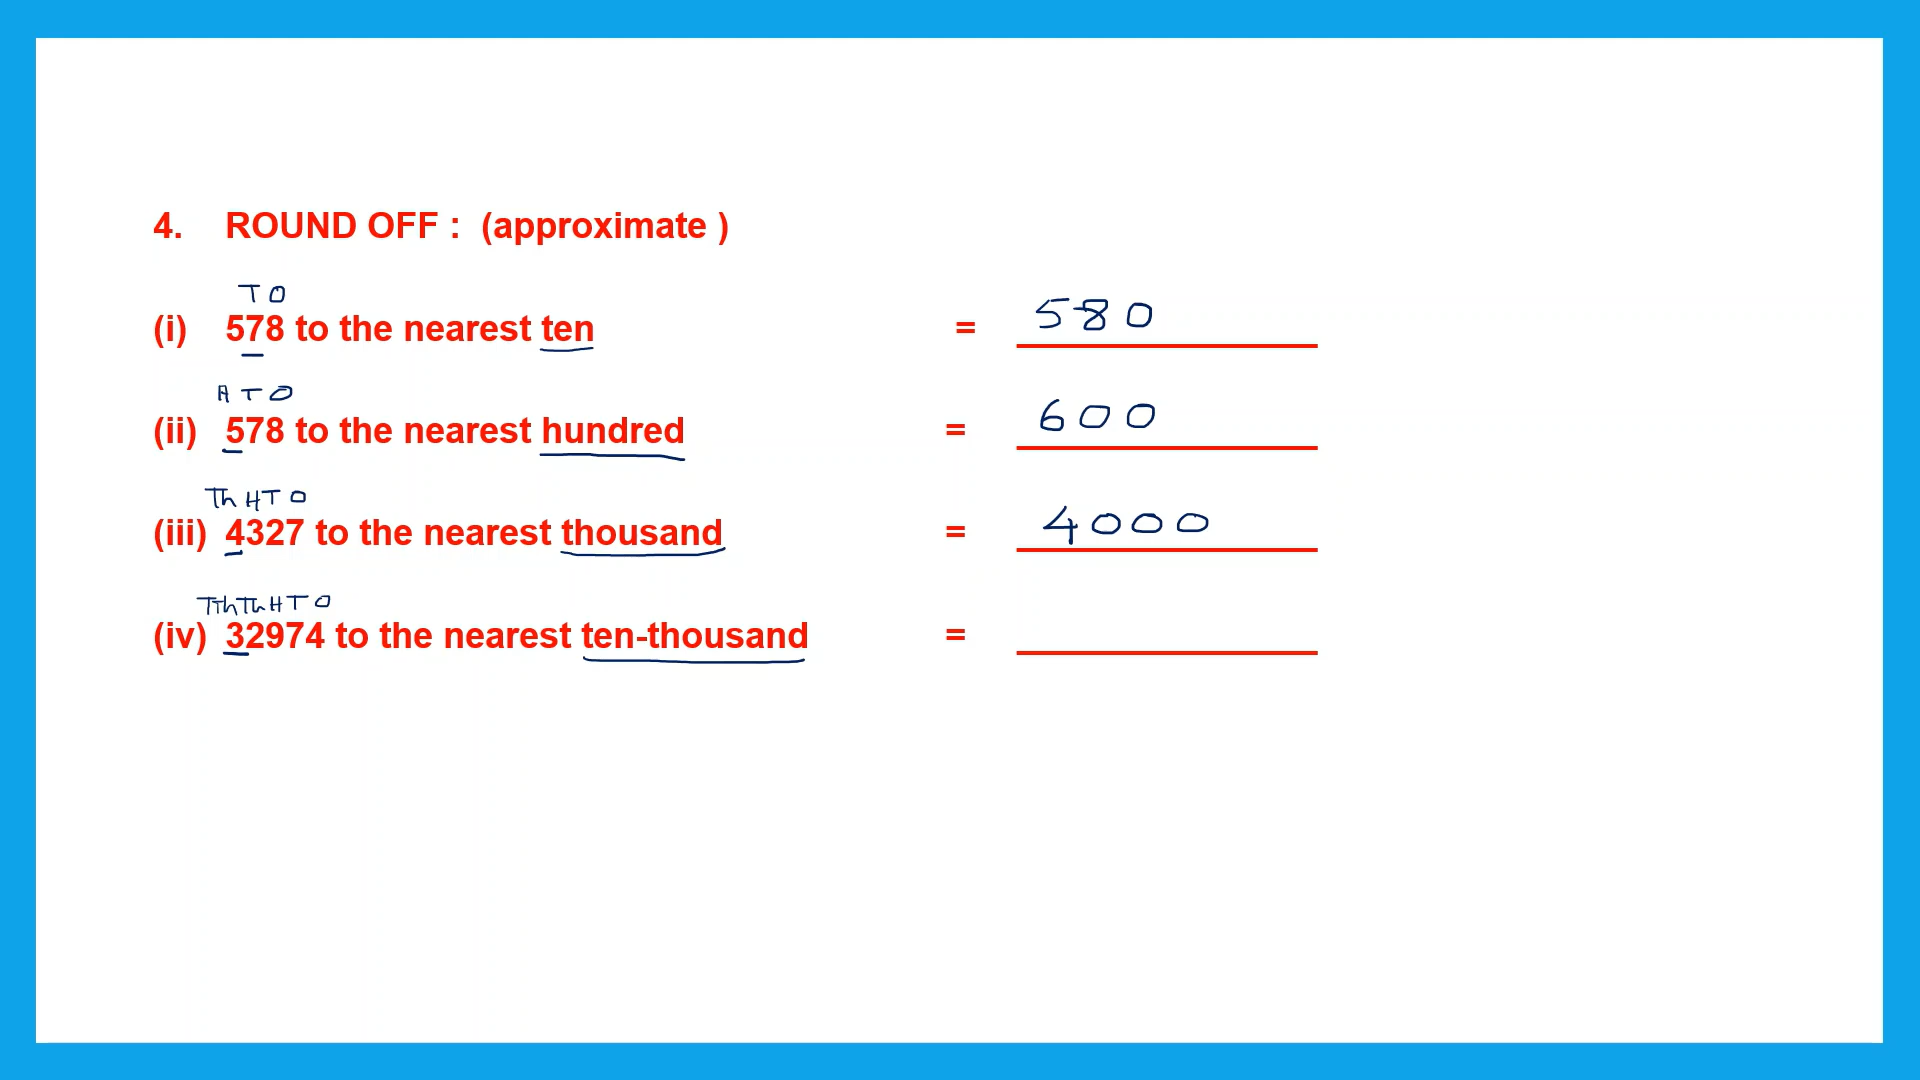 4. ROUND OFF : (approximate )
T O
(i) 578 to the nearest ten = 580
H T O
(ii) 578 to the nearest hundred = 600
Th H T O
(iii) 4327 to the nearest thousand = 4000
TTh Th H T O
(iv) 32974 to the nearest ten-thousand =